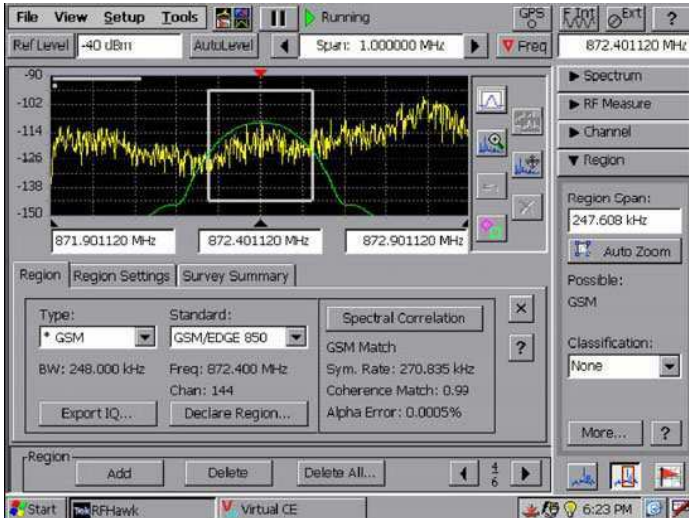 File View Setup Tools Running GPS F Int Ext ?
Ref Level -40 dBm AutoLevel Span: 1.000000 MHz Freq 872.401120 MHz
-90
-102
-114
-126
-138
-150
871.901120 MHz 872.401120 MHz 872.901120 MHz
Spectrum
RF Measure
Channel
Region
Region Span:
247.608 kHz
Auto Zoom
Possible:
GSM
Classification:
None
More... ?
Region Region Settings Survey Summary
Type: Standard: Spectral Correlation
* GSM GSM/EDGE 850 GSM Match ?
BW: 248.000 kHz Freq: 872.400 MHz Sym. Rate: 270.835 kHz
Chan: 144 Coherence Match: 0.99
Export IQ... Declare Region... Alpha Error: 0.0005%
Region
Add Delete Delete All... 4/6
Start Tek RFHawk Virtual CE 6:23 PM